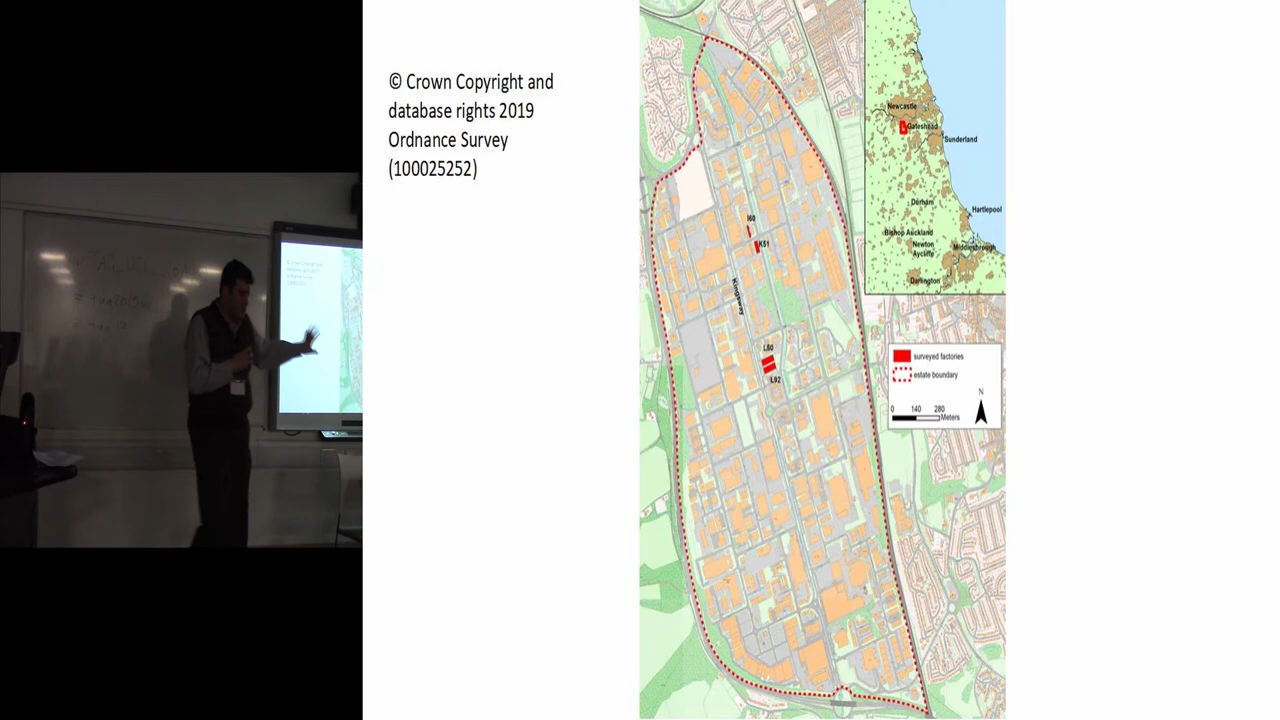 © Crown Copyright and
database rights 2019
Ordnance Survey
(100025252)
I60
K51
Kingsway
L60
L92
Newcastle
Gateshead
Sunderland
Durham
Hartlepool
Bishop Auckland
Newton
Aycliffe
Middlesbrough
Darlington
surveyed factories
estate boundary
N
0 140 280
Meters